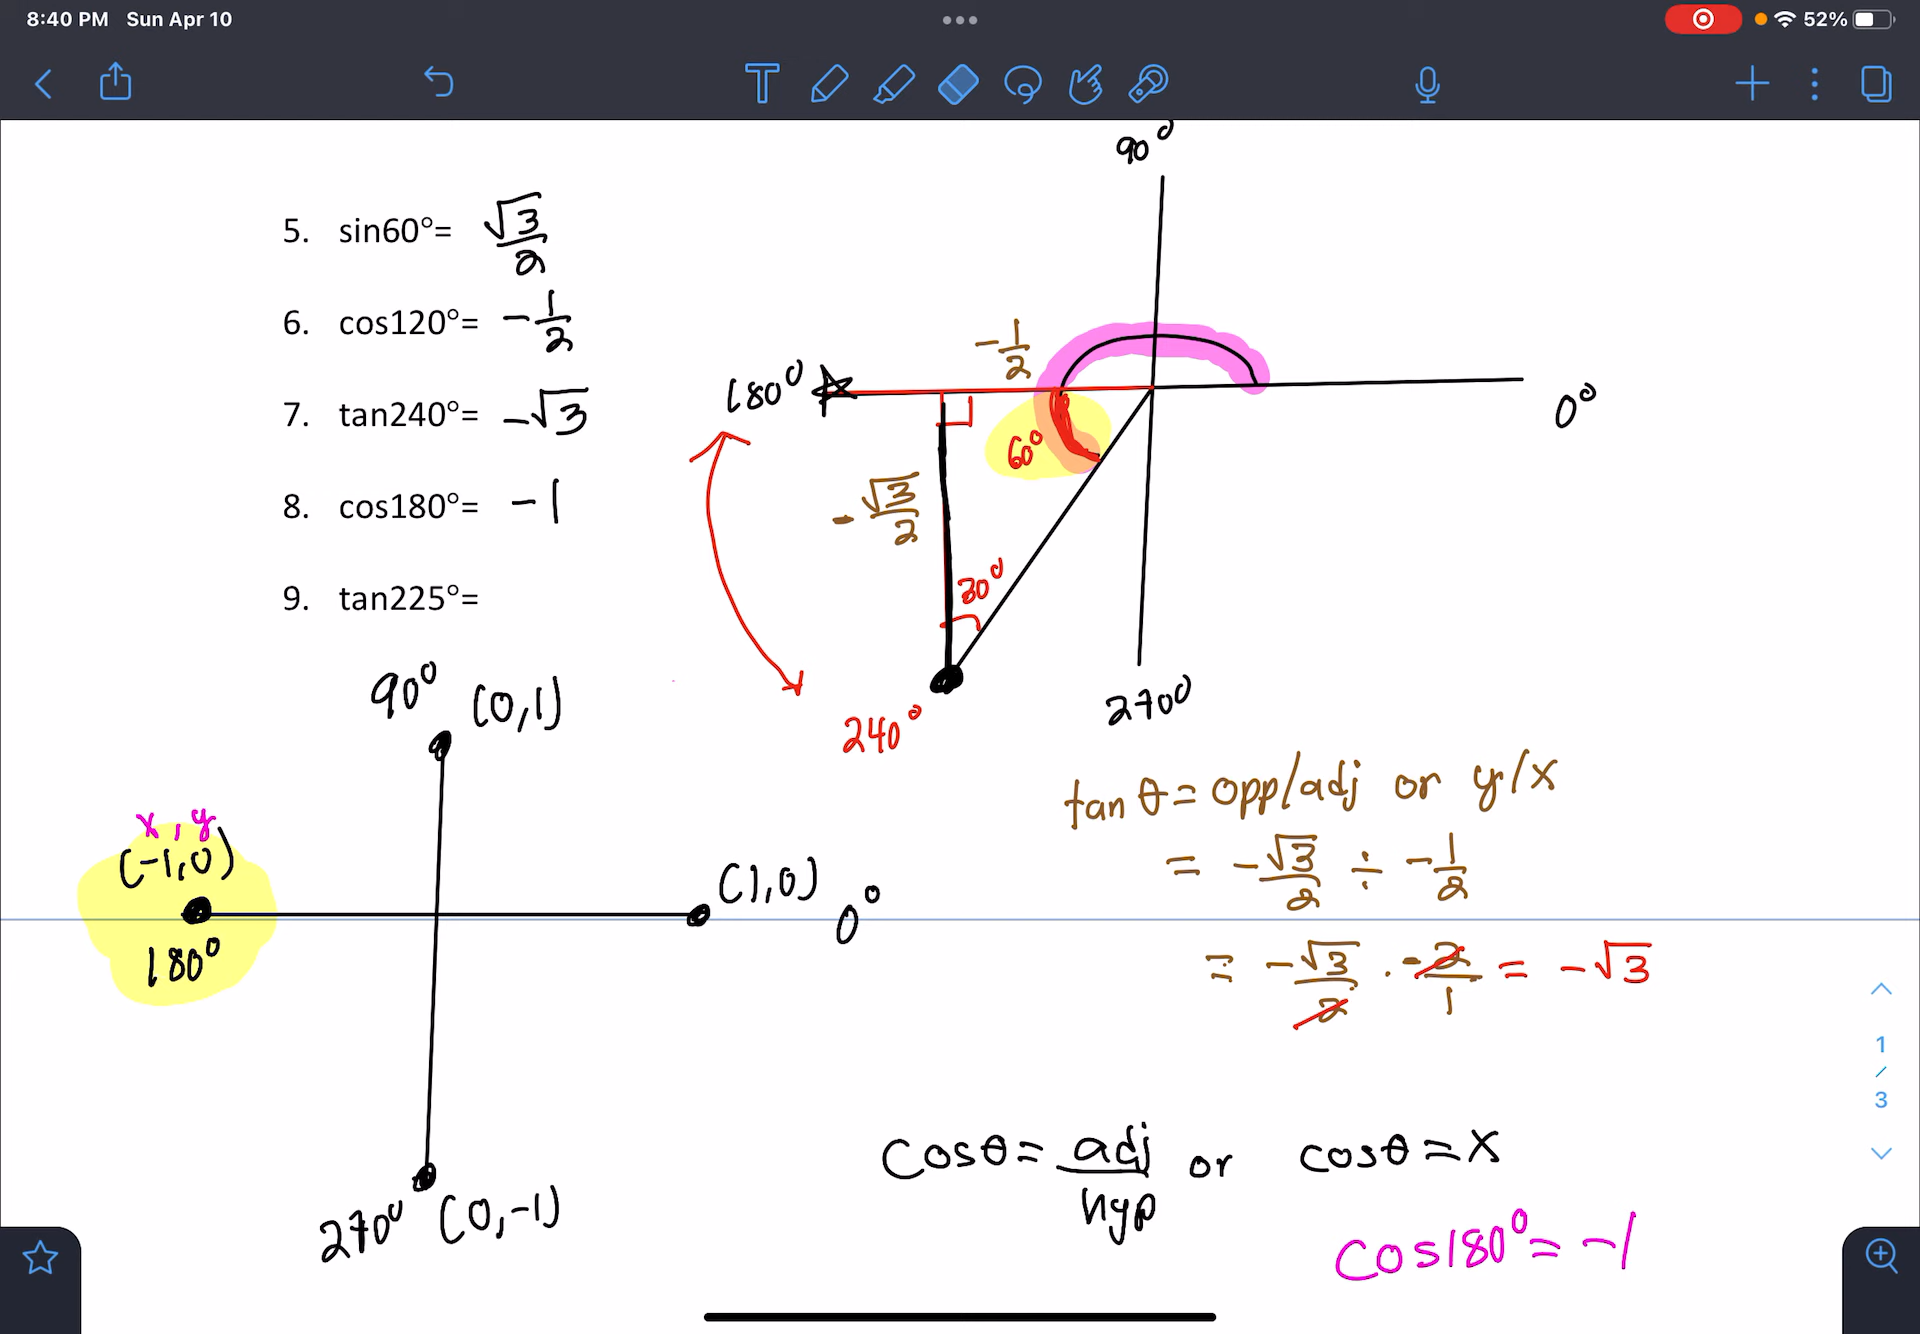 8:40 PM Sun Apr 10
52%
90°
5. sin60°= √3/2
6. cos120°= -1/2
7. tan240°= -√3
8. cos180°= -1
9. tan225°=
-1/2
180°
0°
60°
-√3/2
30°
240°
270°
90° (0,1)
x, y
(-1,0)
180°
(1,0)
0°
270° (0,-1)
tan θ = opp/adj or y/x
= -√3/2 ÷ -1/2
= -√3/2 · -2/1 = -√3
Cosθ = adj/hyp or cosθ = x
Cos180° = -1
1
/
3